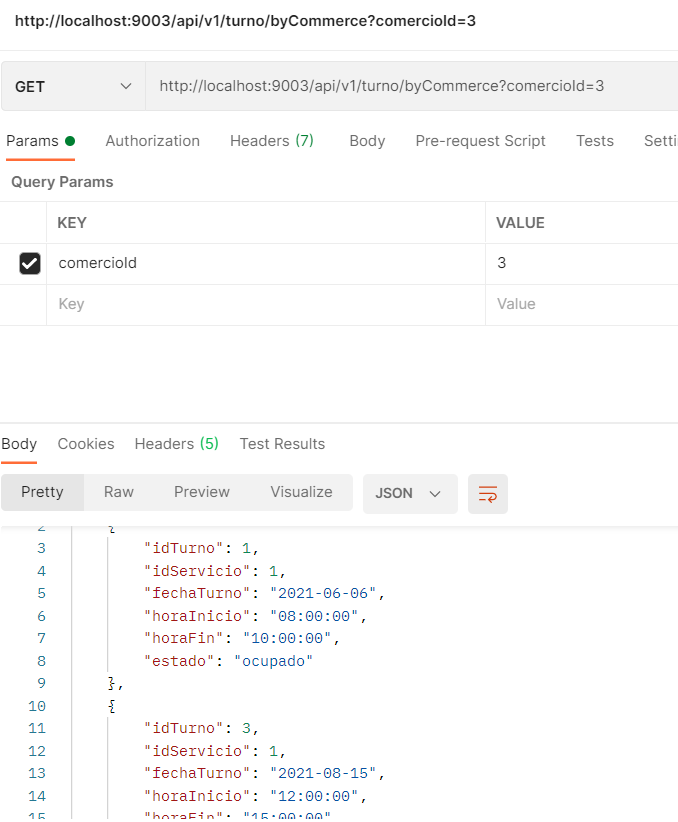 http://localhost:9003/api/v1/turno/byCommerce?comercioId=3
GET http://localhost:9003/api/v1/turno/byCommerce?comercioId=3
Params Authorization Headers (7) Body Pre-request Script Tests Setti
Query Params
KEY VALUE
comercioId 3
Key Value
Body Cookies Headers (5) Test Results
Pretty Raw Preview Visualize JSON
2 {
3 "idTurno": 1,
4 "idServicio": 1,
5 "fechaTurno": "2021-06-06",
6 "horaInicio": "08:00:00",
7 "horaFin": "10:00:00",
8 "estado": "ocupado"
9 },
10 {
11 "idTurno": 3,
12 "idServicio": 1,
13 "fechaTurno": "2021-08-15",
14 "horaInicio": "12:00:00",
15 "horaFin": "15:00:00"